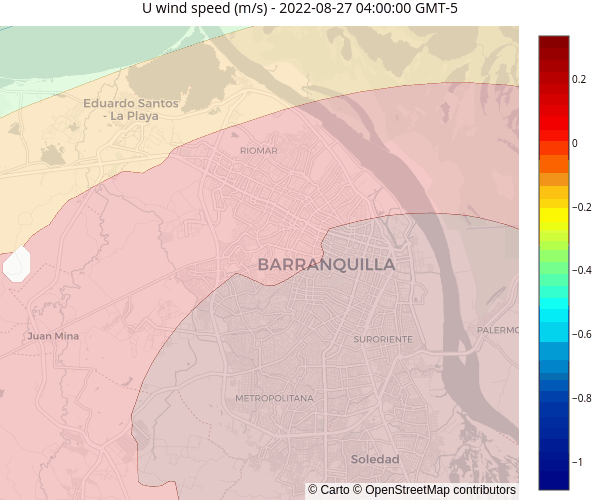 U wind speed (m/s) - 2022-08-27 04:00:00 GMT-5
Eduardo Santos
- La Playa
RIOMAR
BARRANQUILLA
Juan Mina
SURORIENTE
PALERMO
METROPOLITANA
Soledad
© Carto © OpenStreetMap contributors
0.2
0
−0.2
−0.4
−0.6
−0.8
−1